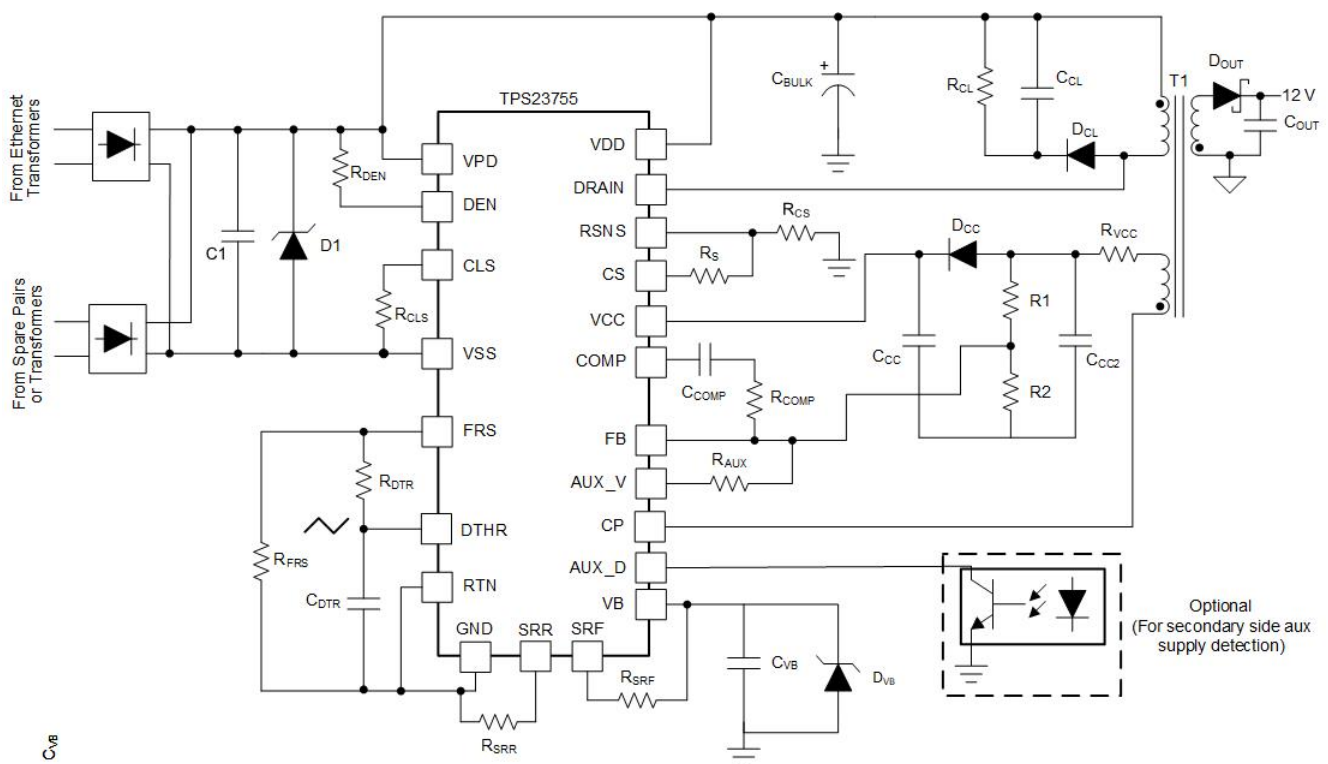 TPS23755
From Ethernet
Transformers
From Spare Pairs
or Transformers
C1
D1
RDEN
RCLS
VPD
DEN
CLS
VSS
FRS
DTHR
RTN
GND
SRR
SRF
VDD
DRAIN
RSNS
CS
VCC
COMP
FB
AUX_V
CP
AUX_D
VB
RFRS
RDTR
CDTR
RSRR
RSRF
CVB
DVB
CVB
+
CBULK
RCL
CCL
DCL
T1
DOUT
12 V
COUT
RCS
RS
DCC
RVCC
R1
R2
CCC
CCC2
CCOMP
RCOMP
RAUX
Optional
(For secondary side aux
supply detection)